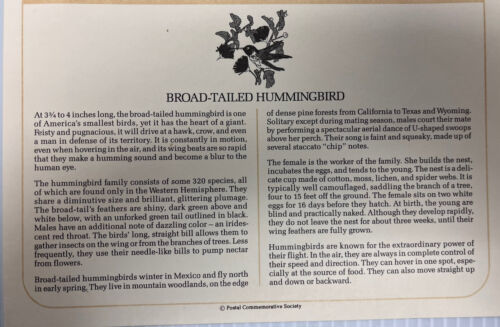 BROAD-TAILED HUMMINGBIRD
At 3¾ to 4 inches long, the broad-tailed hummingbird is one
of America's smallest birds, yet it has the heart of a giant.
Feisty and pugnacious, it will drive at a hawk, crow, and even
a man in defense of its territory. It is constantly in motion,
even when hovering in the air, and its wing beats are so rapid
that they make a humming sound and become a blur to the
human eye.
The hummingbird family consists of some 320 species, all
of which are found only in the Western Hemisphere. They
share a diminutive size and brilliant, glittering plumage.
The broad-tail's feathers are shiny, dark green above and
white below, with an unforked green tail outlined in black.
Males have an additional note of dazzling color – an irides-
cent red throat. The birds' long, straight bill allows them to
gather insects on the wing or from the branches of trees. Less
frequently, they use their needle-like bills to pump nectar
from flowers.
Broad-tailed hummingbirds winter in Mexico and fly north
in early spring. They live in mountain woodlands, on the edge
of dense pine forests from California to Texas and Wyoming.
Solitary except during mating season, males court their mate
by performing a spectacular aerial dance of U-shaped swoops
above her perch. Their song is faint and squeaky, made up of
several staccato "chip" notes.
The female is the worker of the family. She builds the nest,
incubates the eggs, and tends to the young. The nest is a deli-
cate cup made of cotton, moss, lichen, and spider webs. It is
typically well camouflaged, saddling the branch of a tree,
four to 15 feet off the ground. The female sits on two white
eggs for 16 days before they hatch. At birth, the young are
blind and practically naked. Although they develop rapidly,
they do not leave the nest for about three weeks, until their
wing feathers are fully grown.
Hummingbirds are known for the extraordinary power of
their flight. In the air, they are always in complete control of
their speed and direction. They can hover in one spot, espe-
cially at the source of food. They can also move straight up
and down or backward.
© Postal Commemorative Society